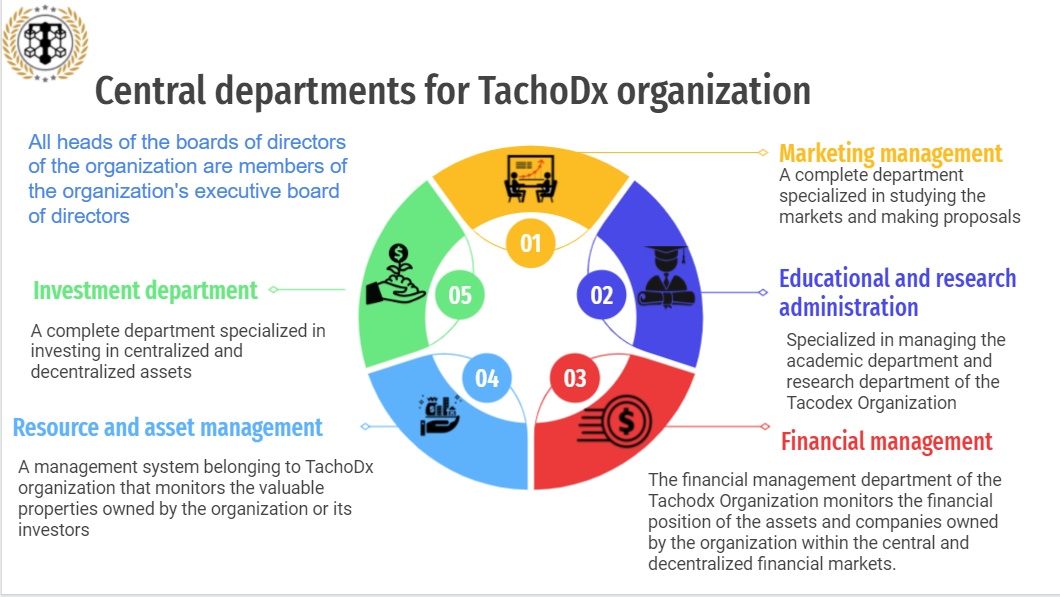 Central departments for TachoDx organization
All heads of the boards of directors
of the organization are members of
the organization's executive board
of directors
01
02
03
04
05
Marketing management
A complete department
specialized in studying the
markets and making proposals
Educational and research
administration
Specialized in managing the
academic department and
research department of the
Tacodex Organization
Financial management
The financial management department of the
Tachodx Organization monitors the financial
position of the assets and companies owned
by the organization within the central and
decentralized financial markets.
Resource and asset management
A management system belonging to TachoDx
organization that monitors the valuable
properties owned by the organization or its
investors
Investment department
A complete department specialized in
investing in centralized and
decentralized assets